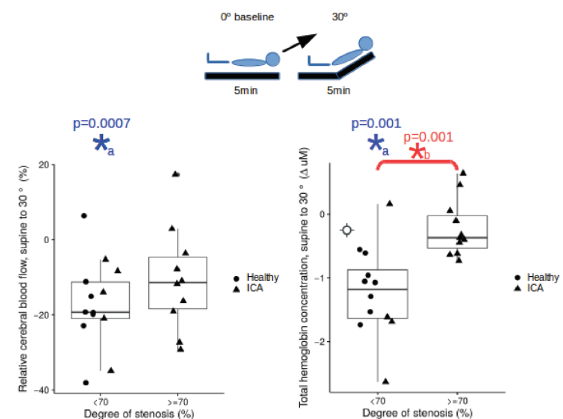 0º baseline 30º
5min 5min
p=0.0007
*a
Relative cerebral blood flow, supine to 30 º (%)
20
0
−20
−40
<70 >=70
Degree of stenosis (%)
Healthy
ICA
p=0.001
*a
p=0.001
*b
Total hemoglobin concentration, supine to 30 º (Δ uM)
0
−1
−2
<70 >=70
Degree of stenosis (%)
Healthy
ICA